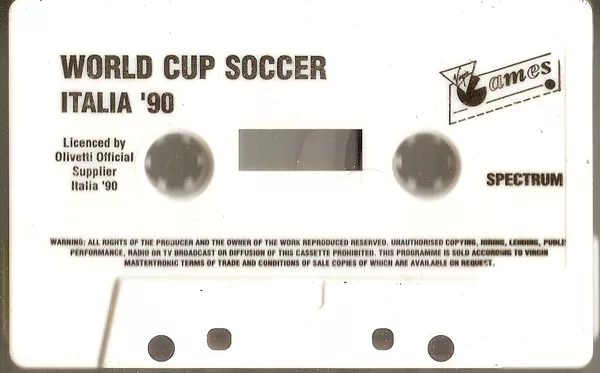 WORLD CUP SOCCER
ITALIA '90
Virgin Games
Licenced by
Olivetti Official
Supplier
Italia '90
SPECTRUM
WARNING: ALL RIGHTS OF THE PRODUCER AND THE OWNER OF THE WORK REPRODUCED RESERVED. UNAUTHORISED COPYING, HIRING, LENDING, PUBLI
PERFORMANCE, RADIO OR TV BROADCAST OR DIFFUSION OF THIS CASSETTE PROHIBITED. THIS PROGRAMME IS SOLD ACCORDING TO VIRGIN
MASTERTRONIC TERMS OF TRADE AND CONDITIONS OF SALE COPIES OF WHICH ARE AVAILABLE ON REQUEST.